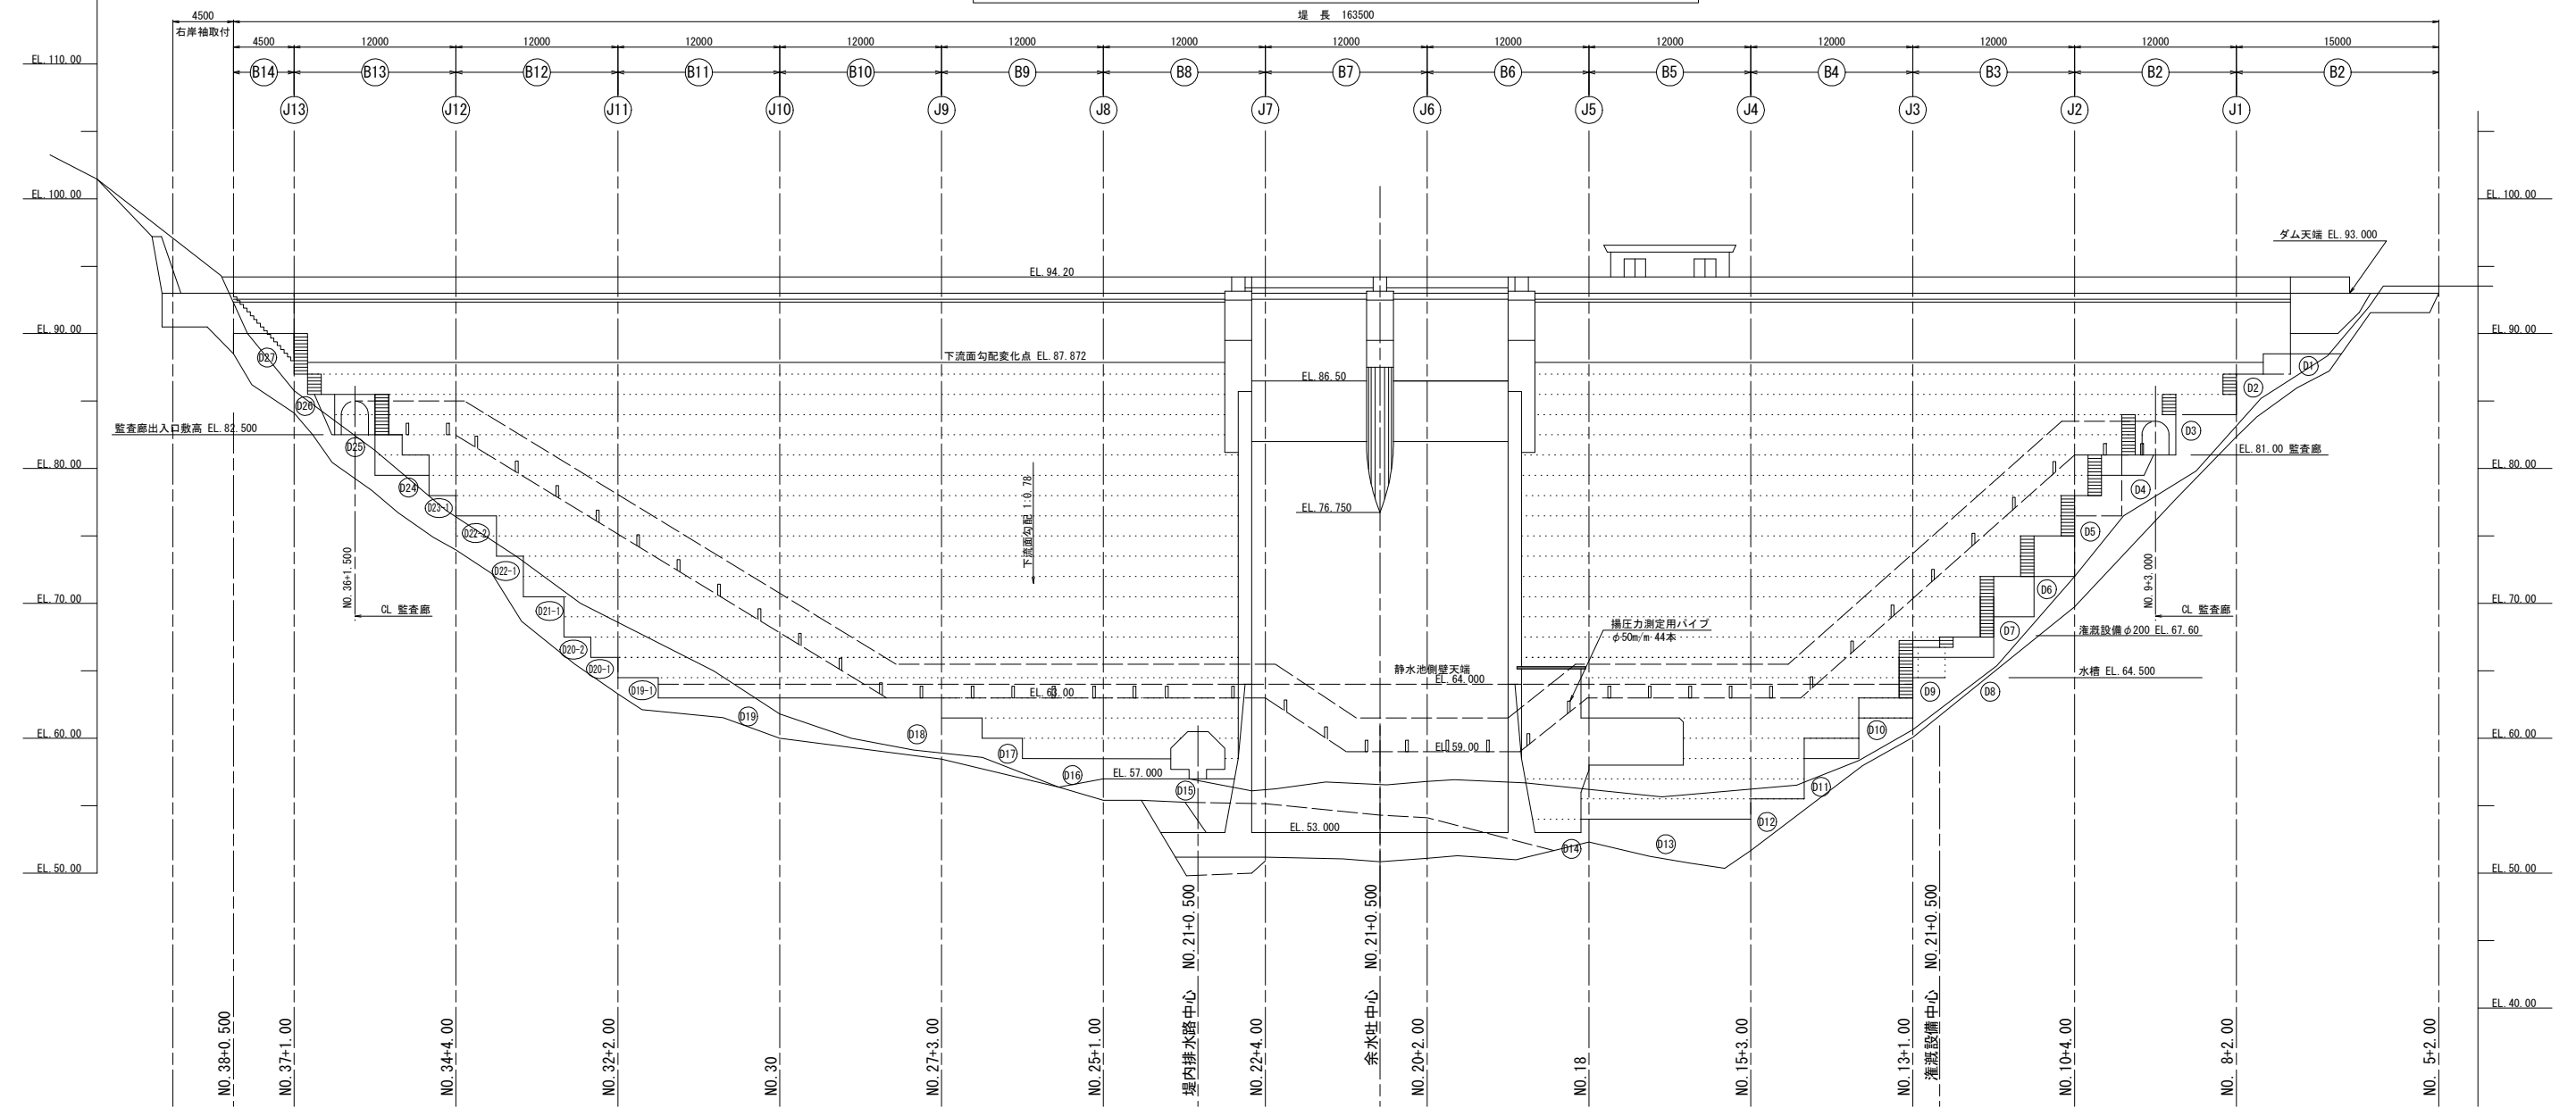 4500
堤 長 163500
右岸袖取付
4500 12000 12000 12000 12000 12000 12000 12000 12000 12000 12000 12000 12000 15000
EL.110.00
B14 B13 B12 B11 B10 B9 B8 B7 B6 B5 B4 B3 B2 B2
J13 J12 J11 J10 J9 J8 J7 J6 J5 J4 J3 J2 J1
EL.100.00
EL.100.00
ダム天端 EL.93.000
EL.94.20
EL.90.00
EL.90.00
下流面勾配変化点 EL.87.872
D27
D1
EL.86.50
D2
D26
監査廊出入口敷高 EL.82.500
D3
D25
EL.80.00
EL.81.00 監査廊
EL.80.00
D24
D4
D23-1
EL.76.750
下流面勾配 1:0.78
D22-2
D5
D22-1
NO.36+1.500
NO.9+3.000
D6
EL.70.00
CL 監査廊
D21-1
CL 監査廊
EL.70.00
揚圧力測定用パイプ
φ50m/m 44本
D7
潅漑設備φ200 EL.67.60
D20-2
D20-1
静水池側壁天端
EL.64.000
水槽 EL.64.500
D19-1
EL.63.00
D9
D8
D19
D18
D10
EL.60.00
EL.60.00
D17
EL.59.00
D16
EL.57.000
D15
D11
EL.53.000
D12
D14
D13
EL.50.00
EL.50.00
EL.40.00
NO.38+0.500
NO.37+1.00
NO.34+4.00
NO.32+2.00
NO.30
NO.27+3.00
NO.25+1.00
堤内排水路中心 NO.21+0.500
NO.22+4.00
余水吐中心 NO.21+0.500
NO.20+2.00
NO.18
NO.15+3.00
NO.13+1.00
潅漑設備中心 NO.21+0.500
NO.10+4.00
NO. 8+2.00
NO. 5+2.00